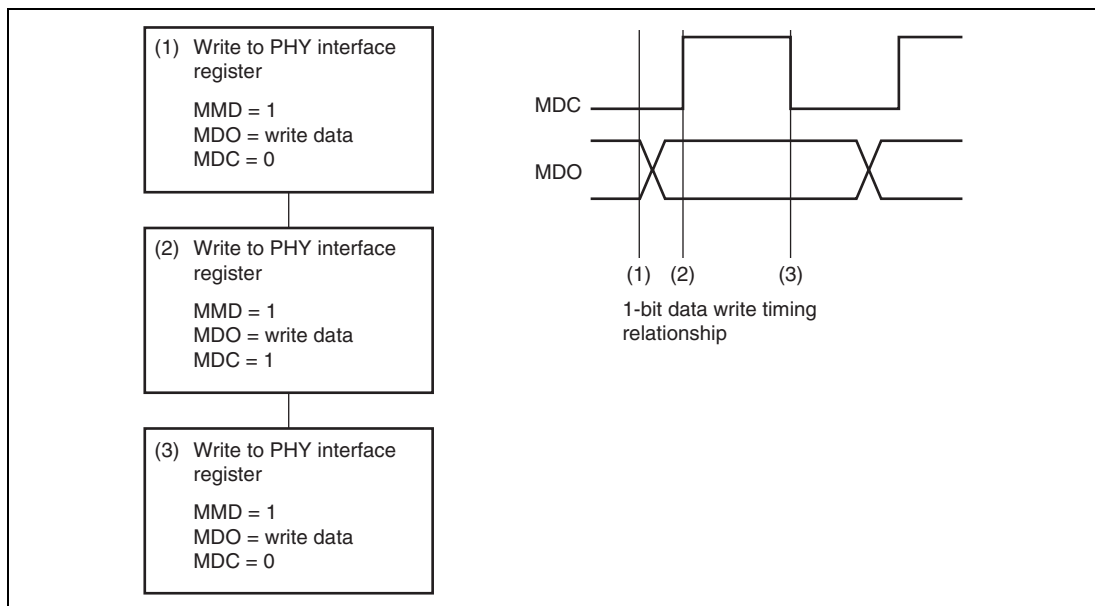 (1) Write to PHY interface
register
MMD = 1
MDO = write data
MDC = 0
(2) Write to PHY interface
register
MMD = 1
MDO = write data
MDC = 1
(3) Write to PHY interface
register
MMD = 1
MDO = write data
MDC = 0
MDC
MDO
(1) (2) (3)
1-bit data write timing
relationship